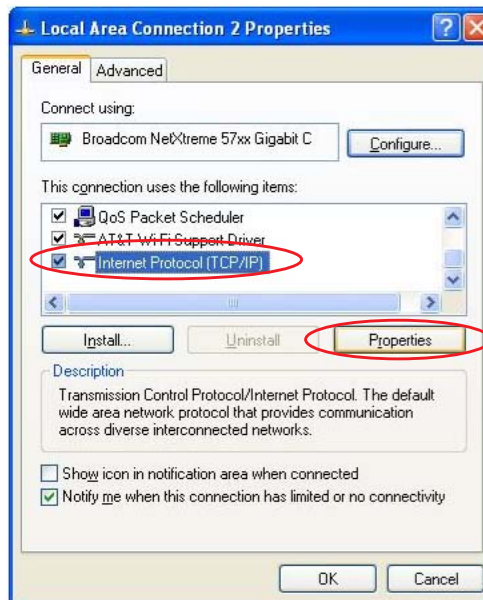 Local Area Connection 2 Properties
General Advanced
Connect using:
Broadcom NetXtreme 57xx Gigabit C
Configure...
This connection uses the following items:
QoS Packet Scheduler
AT&T Wi-Fi Support Driver
Internet Protocol (TCP/IP)
Install... Uninstall Properties
Description
Transmission Control Protocol/Internet Protocol. The default
wide area network protocol that provides communication
across diverse interconnected networks.
Show icon in notification area when connected
Notify me when this connection has limited or no connectivity
OK Cancel